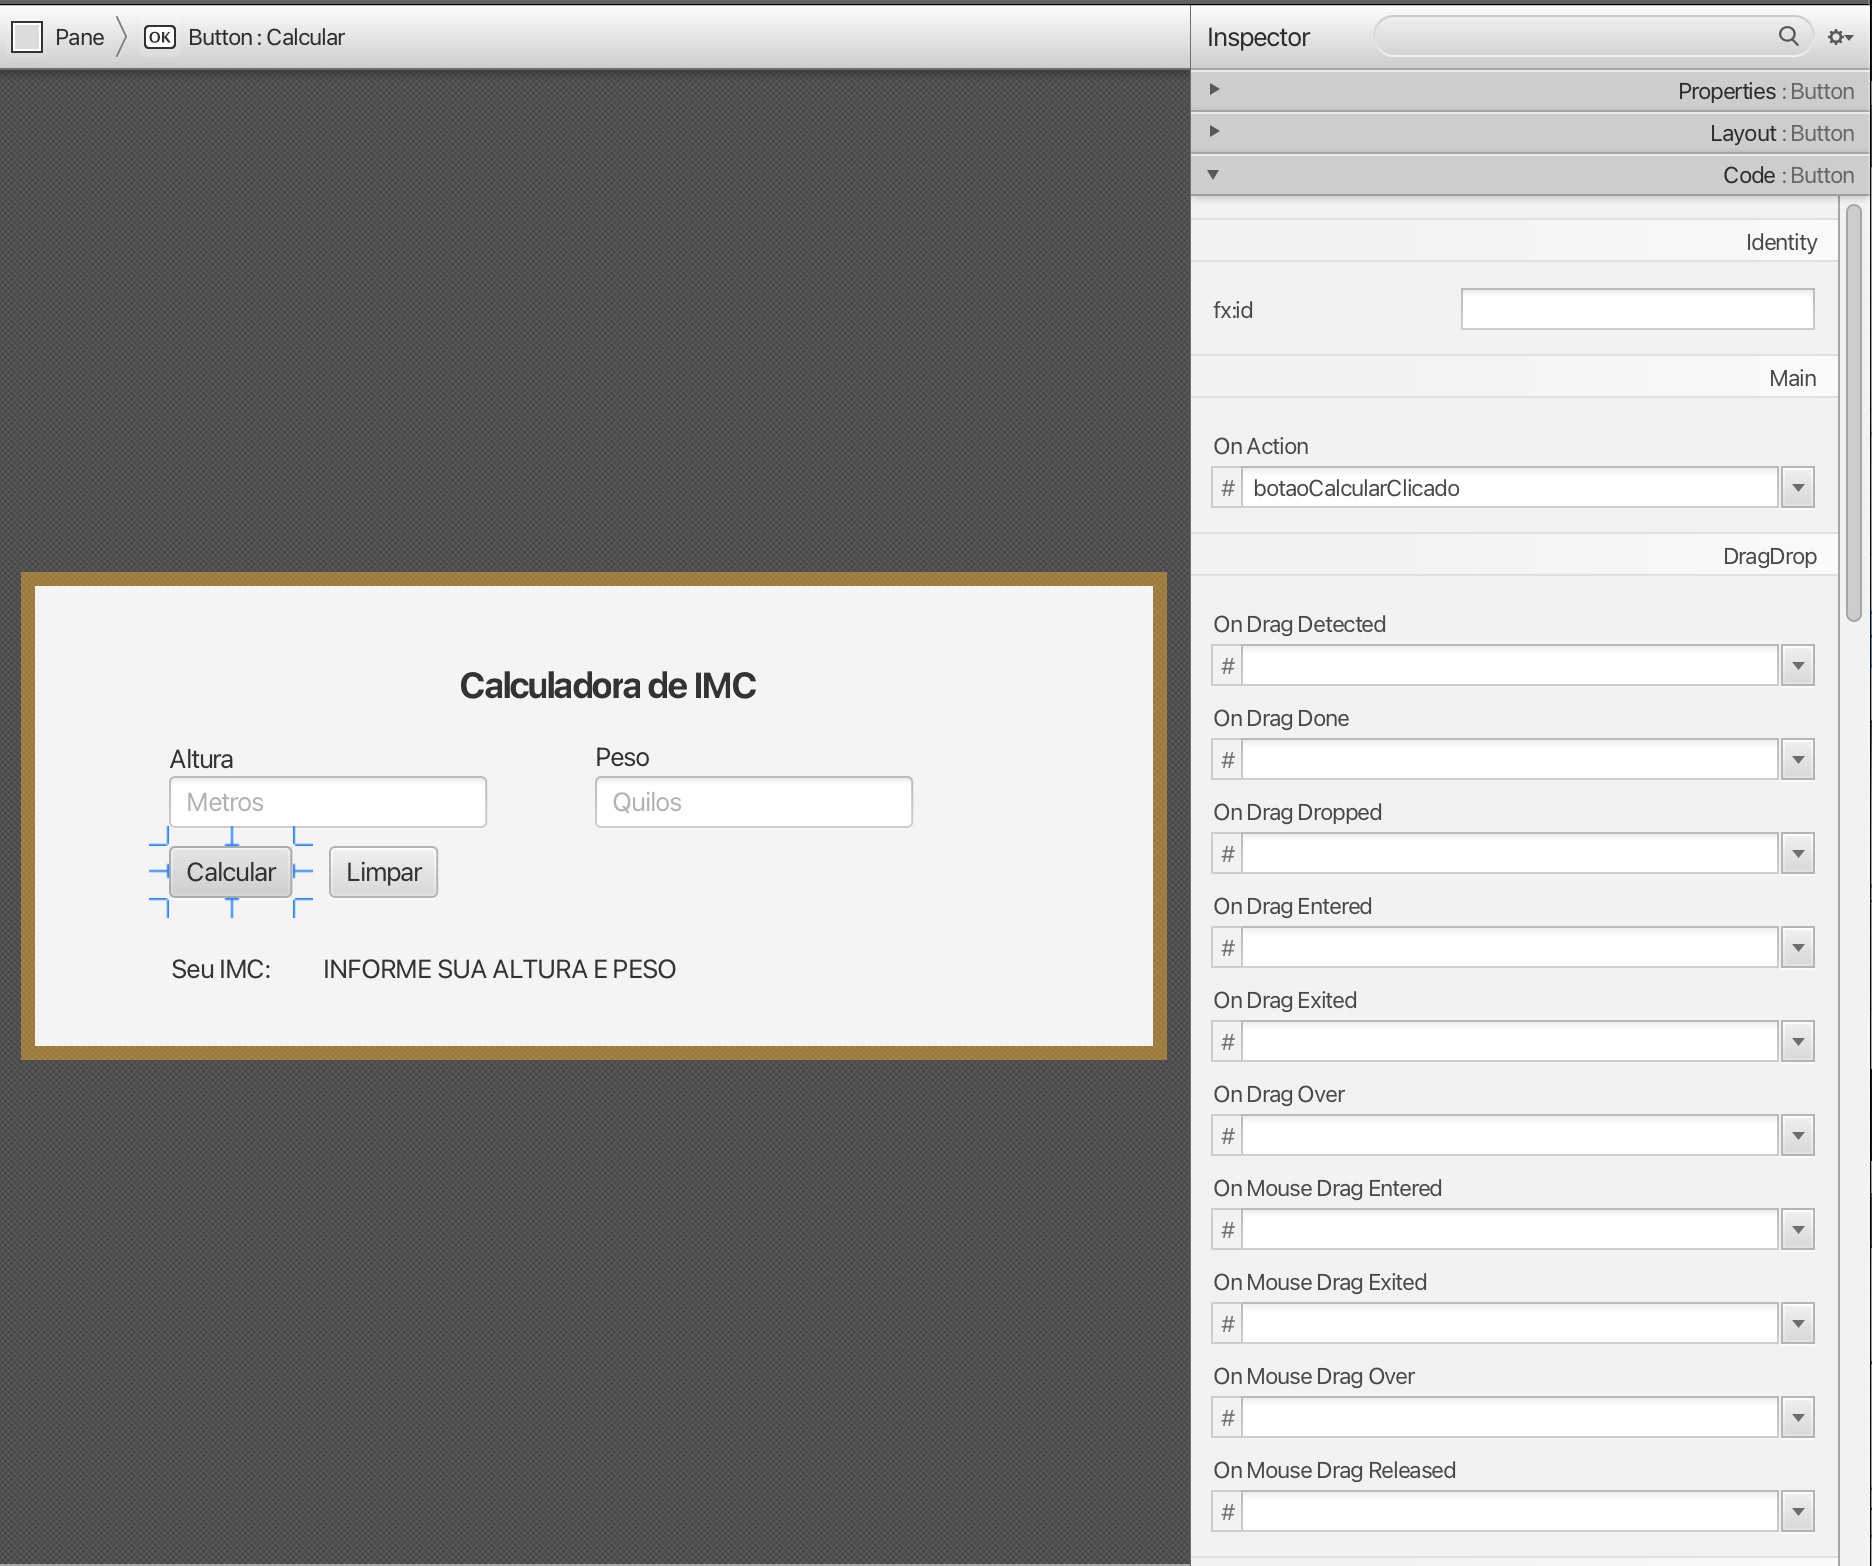 Pane OK Button : Calcular
Calculadora de IMC
Altura Peso
Metros Quilos
Calcular Limpar
Seu IMC: INFORME SUA ALTURA E PESO
Inspector
Properties : Button
Layout : Button
Code : Button
Identity
fx:id
Main
On Action
# botaoCalcularClicado
DragDrop
On Drag Detected
#
On Drag Done
#
On Drag Dropped
#
On Drag Entered
#
On Drag Exited
#
On Drag Over
#
On Mouse Drag Entered
#
On Mouse Drag Exited
#
On Mouse Drag Over
#
On Mouse Drag Released
#